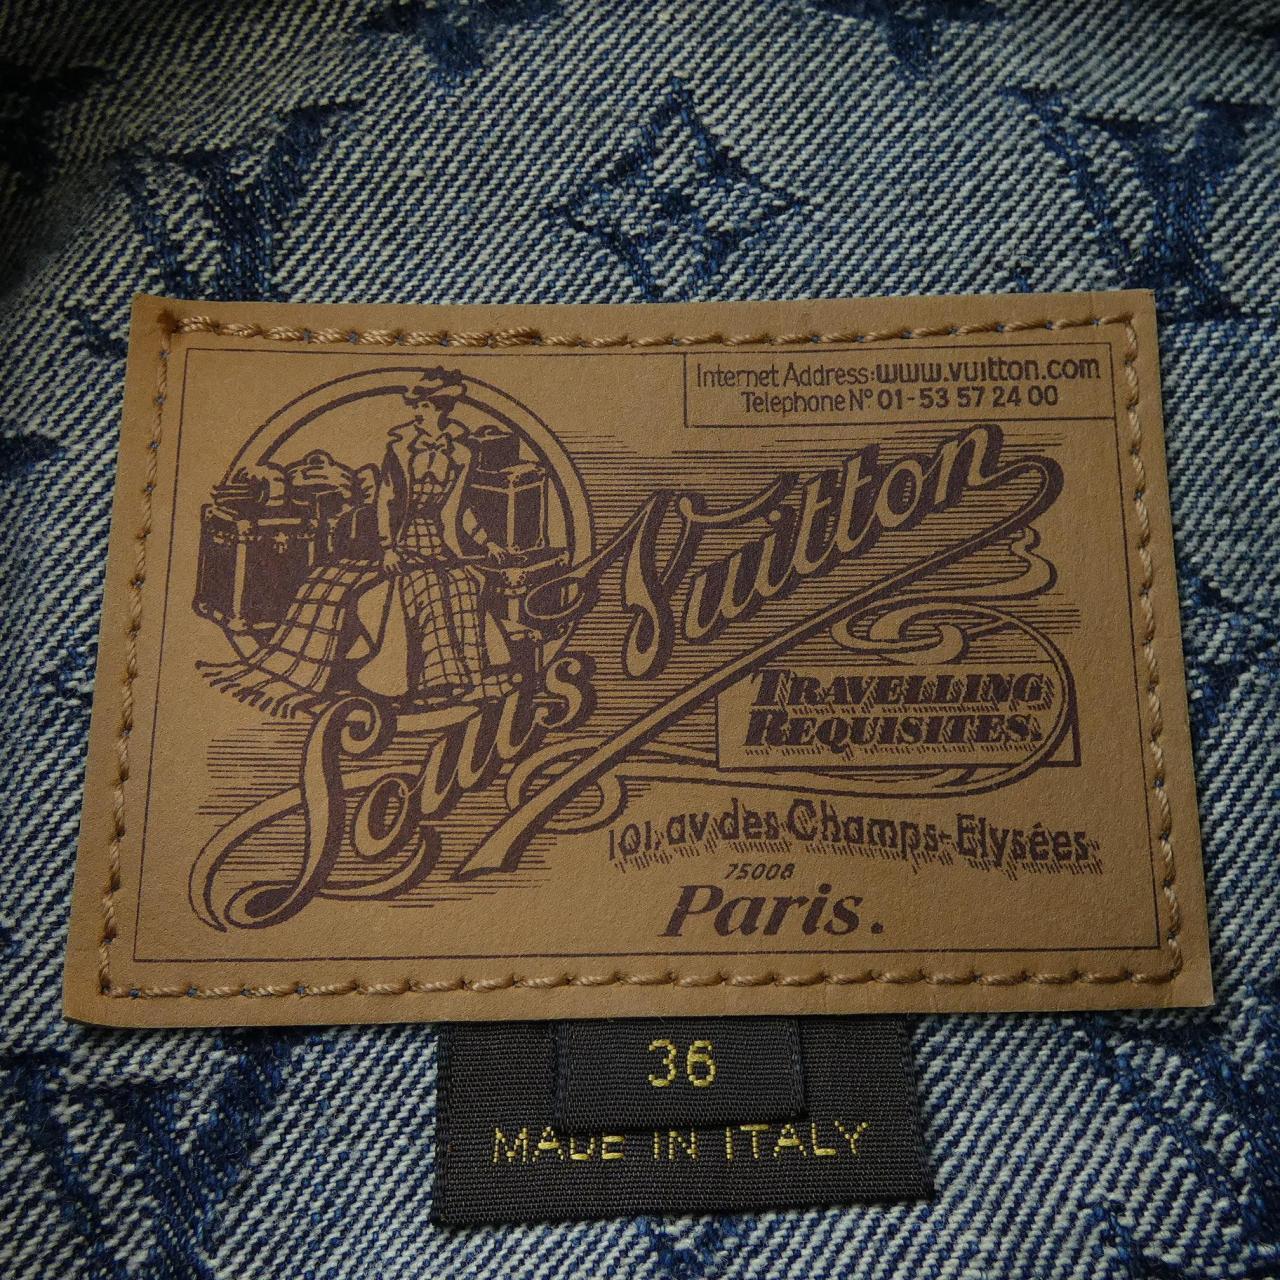 Internet Address:www.vuitton.com
Telephone N° 01-53 57 24 00
Louis Vuitton
TRAVELLING
REQUISITES.
101, av des Champs-Elysées.
75008
Paris.
36
MADE IN ITALY